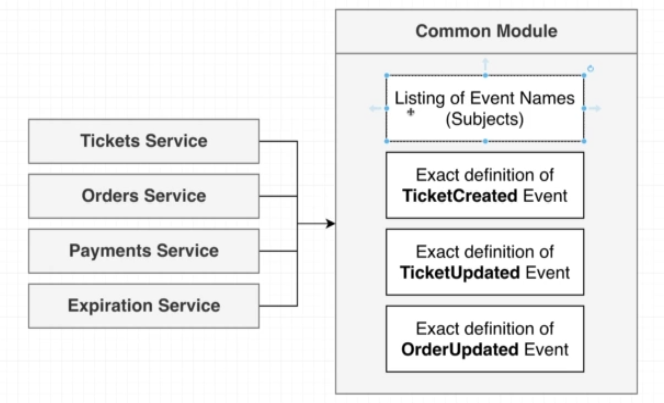 Common Module
Listing of Event Names
(Subjects)
Tickets Service
Exact definition of
TicketCreated Event
Orders Service
Payments Service
Exact definition of
TicketUpdated Event
Expiration Service
Exact definition of
OrderUpdated Event